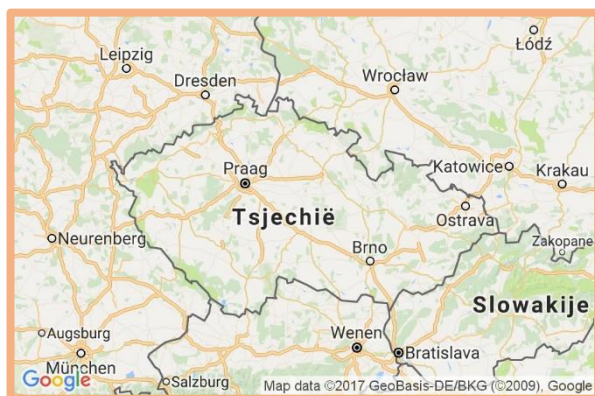 Łódź
Leipzig
Dresden
Wrocław
Praag
Katowice
Krakau
Tsjechië
Ostrava
Neurenberg
Brno
Zakopane
Slowakije
Augsburg
Wenen
Bratislava
München
Google
Salzburg
Map data ©2017 GeoBasis-DE/BKG (©2009), Google